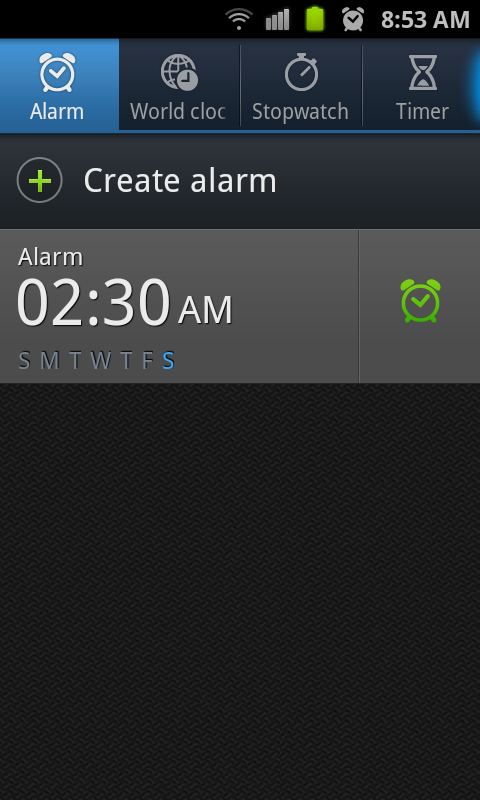 8:53 AM
Alarm
World cloc
Stopwatch
Timer
Create alarm
Alarm
02:30 AM
S M T W T F S